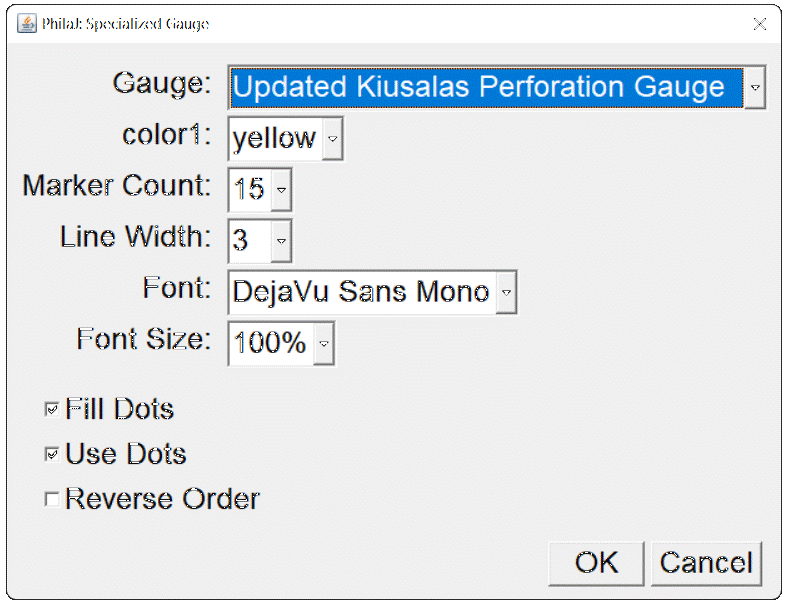 PhilaJ: Specialized Gauge
Gauge: Updated Kiusalas Perforation Gauge
color1: yellow
Marker Count: 15
Line Width: 3
Font: DejaVu Sans Mono
Font Size: 100%
Fill Dots
Use Dots
Reverse Order
OK Cancel